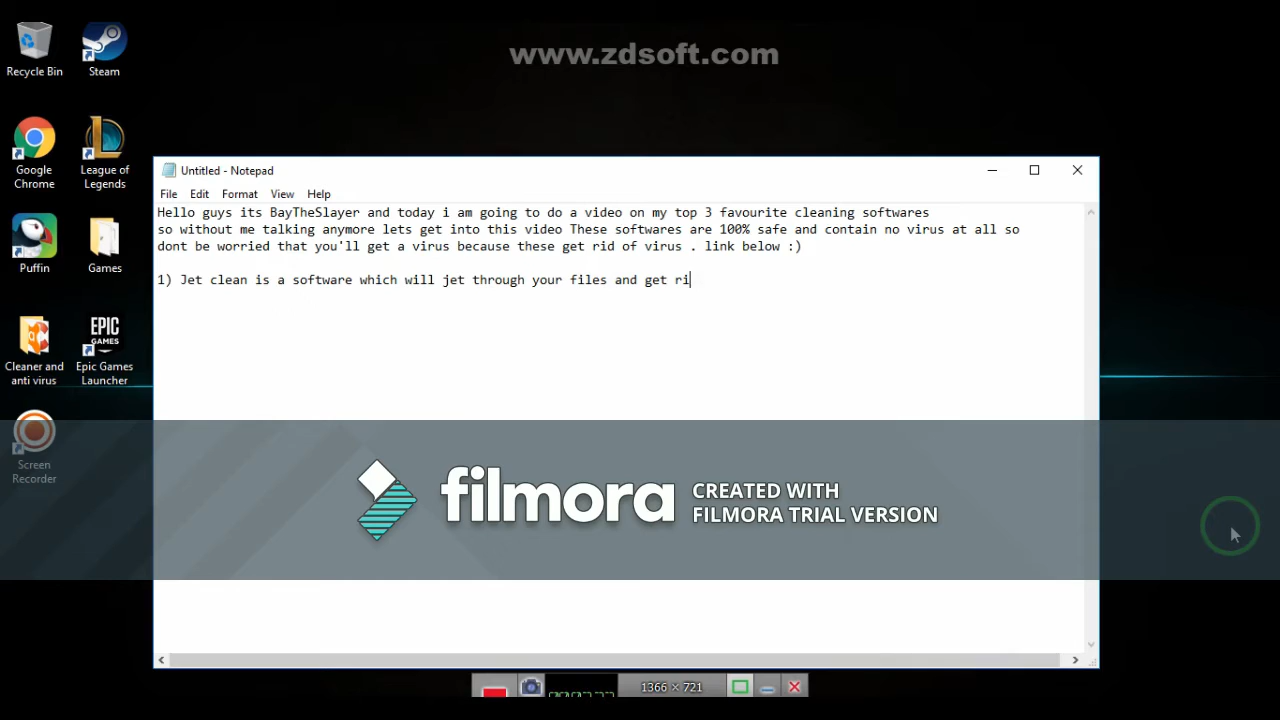 www.zdsoft.com
Recycle Bin
Steam
Google Chrome
League of Legends
Puffin
Games
Cleaner and anti virus
EPIC GAMES
Epic Games Launcher
Screen Recorder
Untitled - Notepad
File Edit Format View Help
Hello guys its BayTheSlayer and today i am going to do a video on my top 3 favourite cleaning softwares
so without me talking anymore lets get into this video These softwares are 100% safe and contain no virus at all so
dont be worried that you'll get a virus because these get rid of virus . link below :)
1) Jet clean is a software which will jet through your files and get ri
filmora
CREATED WITH
FILMORA TRIAL VERSION
1366 × 721